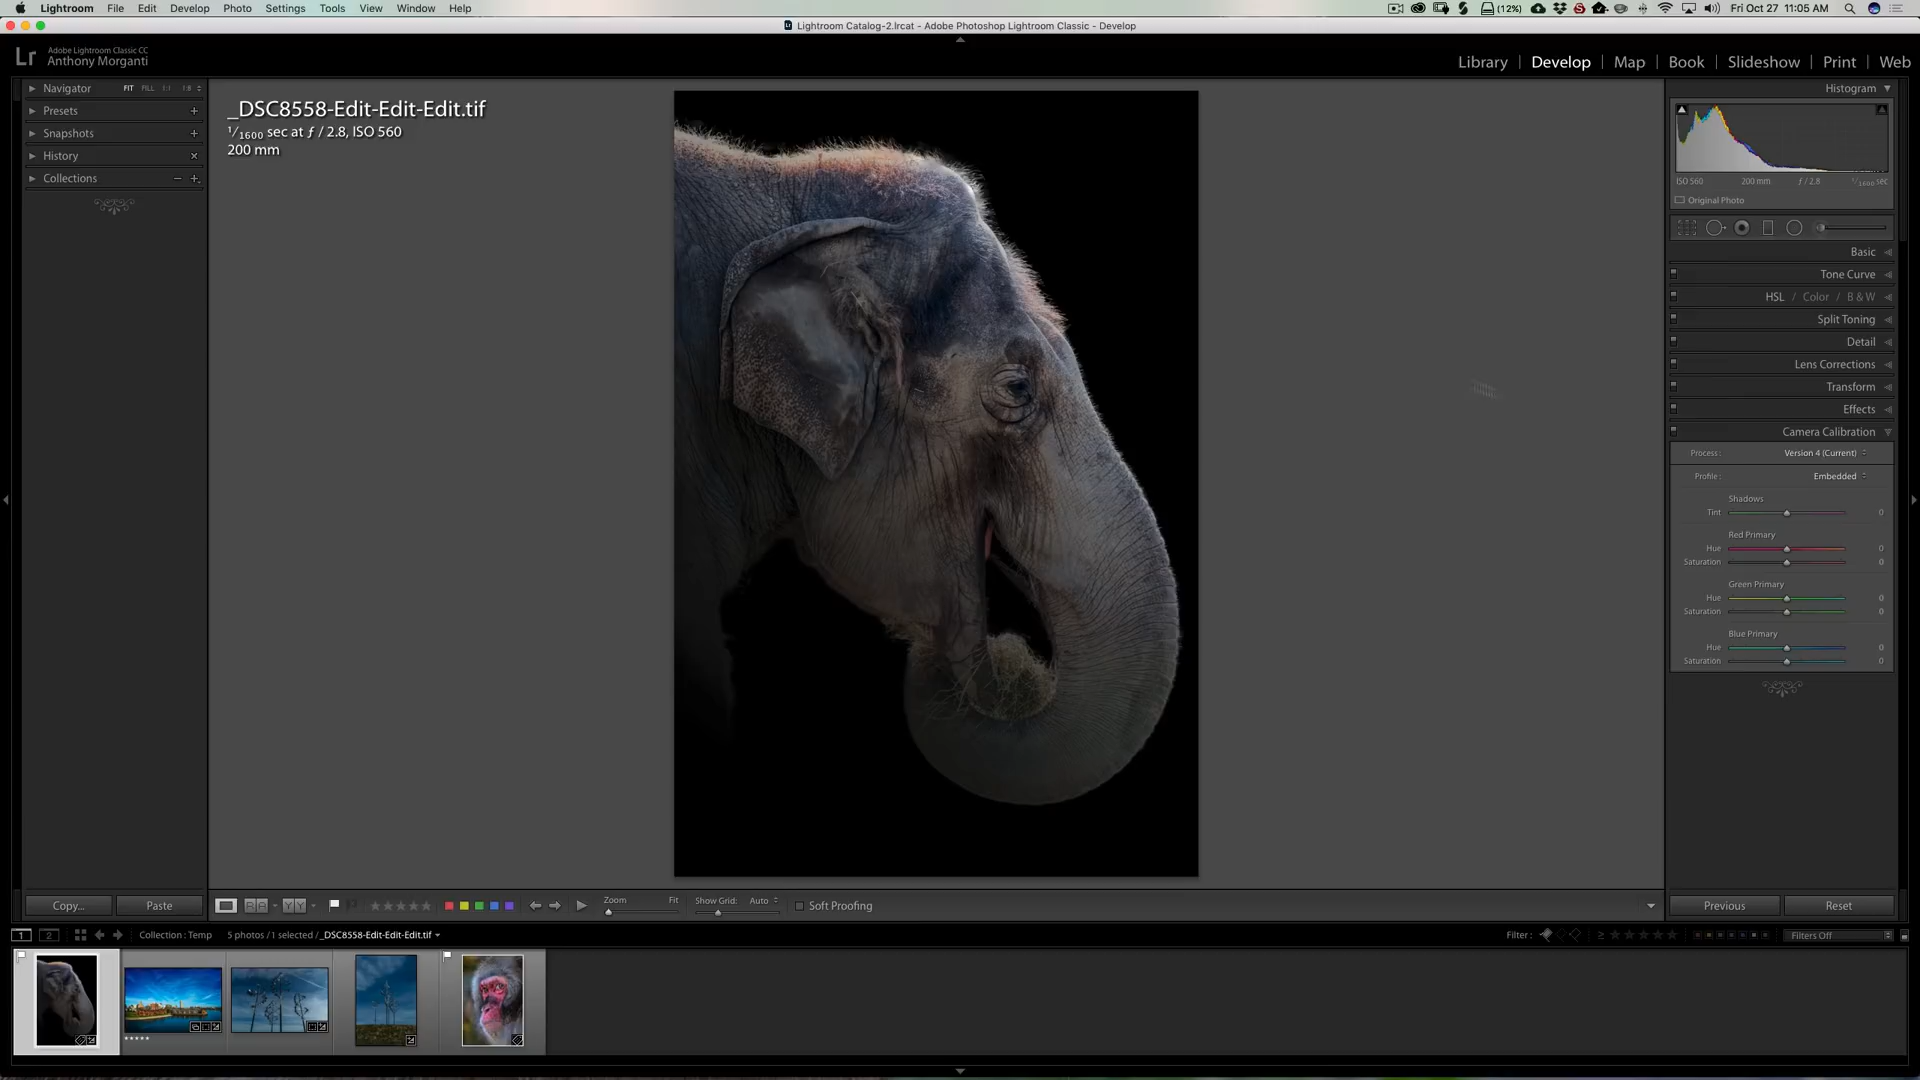 Lightroom File Edit Develop Photo Settings Tools View Window Help
(12%) Fri Oct 27 11:05 AM
Lightroom Catalog-2.lrcat - Adobe Photoshop Lightroom Classic - Develop
Lr Adobe Lightroom Classic CC
Anthony Morganti
Library | Develop | Map | Book | Slideshow | Print | Web
Navigator FIT FILL 1:1 1:8
Presets
Snapshots
History
Collections
_DSC8558-Edit-Edit-Edit.tif
1/1600 sec at ƒ / 2.8, ISO 560
200 mm
Histogram
ISO 560 200 mm ƒ / 2.8 1/1600 sec
Original Photo
Basic
Tone Curve
HSL / Color / B & W
Split Toning
Detail
Lens Corrections
Transform
Effects
Camera Calibration
Process : Version 4 (Current)
Profile : Embedded
Shadows
Tint 0
Red Primary
Hue 0
Saturation 0
Green Primary
Hue 0
Saturation 0
Blue Primary
Hue 0
Saturation 0
Copy... Paste
Zoom Fit Show Grid: Auto Soft Proofing
Previous Reset
1 2 Collection : Temp 5 photos / 1 selected / _DSC8558-Edit-Edit-Edit.tif
Filter : Filters Off